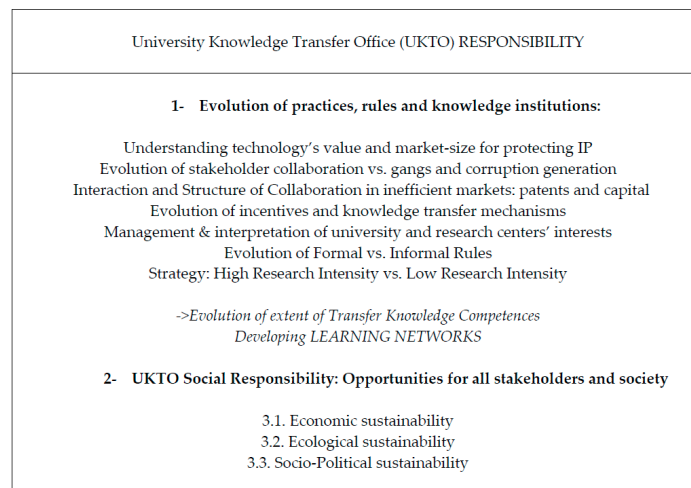 University Knowledge Transfer Office (UKTO) RESPONSIBILITY
1- Evolution of practices, rules and knowledge institutions:
Understanding technology's value and market-size for protecting IP
Evolution of stakeholder collaboration vs. gangs and corruption generation
Interaction and Structure of Collaboration in inefficient markets: patents and capital
Evolution of incentives and knowledge transfer mechanisms
Management & interpretation of university and research centers' interests
Evolution of Formal vs. Informal Rules
Strategy: High Research Intensity vs. Low Research Intensity
->Evolution of extent of Transfer Knowledge Competences
Developing LEARNING NETWORKS
2- UKTO Social Responsibility: Opportunities for all stakeholders and society
3.1. Economic sustainability
3.2. Ecological sustainability
3.3. Socio-Political sustainability